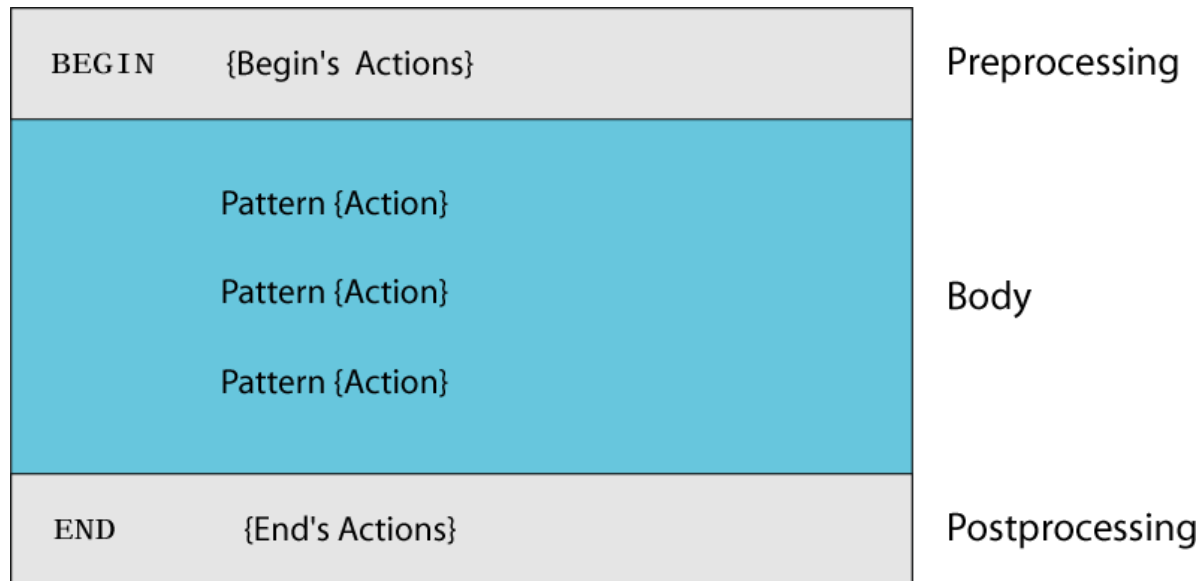 BEGIN {Begin's Actions} Preprocessing
Pattern {Action}
Pattern {Action} Body
Pattern {Action}
END {End's Actions} Postprocessing